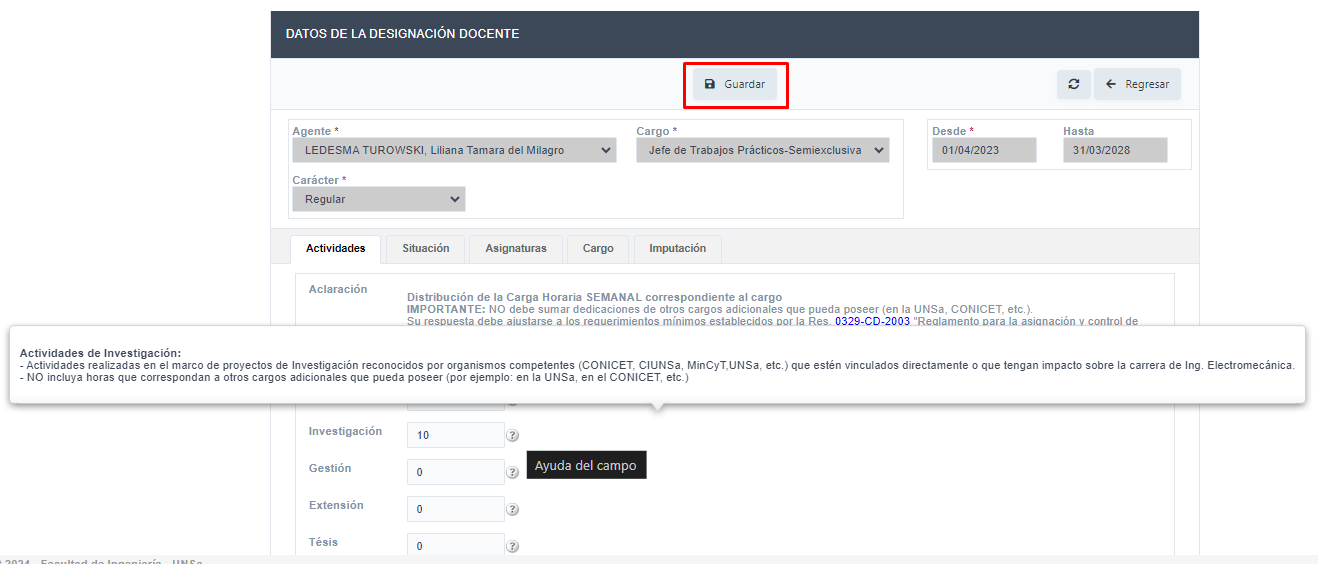 DATOS DE LA DESIGNACIÓN DOCENTE
Guardar
Regresar
Agente *
Cargo *
Desde *
Hasta
LEDESMA TUROWSKI, Liliana Tamara del Milagro
Jefe de Trabajos Prácticos-Semiexclusiva
01/04/2023
31/03/2028
Carácter *
Regular
Actividades
Situación
Asignaturas
Cargo
Imputación
Aclaración
Distribución de la Carga Horaria SEMANAL correspondiente al cargo
IMPORTANTE: NO debe sumar dedicaciones de otros cargos adicionales que pueda poseer (en la UNSa, CONICET, etc.).
Su respuesta debe ajustarse a los requerimientos mínimos establecidos por la Res. 0329-CD-2003 "Reglamento para la asignación y control de
Actividades de Investigación:
- Actividades realizadas en el marco de proyectos de Investigación reconocidos por organismos competentes (CONICET, CIUNSa, MinCyT,UNSa, etc.) que estén vinculados directamente o que tengan impacto sobre la carrera de Ing. Electromecánica.
- NO incluya horas que correspondan a otros cargos adicionales que pueda poseer (por ejemplo: en la UNSa, en el CONICET, etc.)
Investigación
10
?
Ayuda del campo
Gestión
0
?
Extensión
0
?
Tésis
0
?
2024 - Facultad de Ingeniería - UNSa